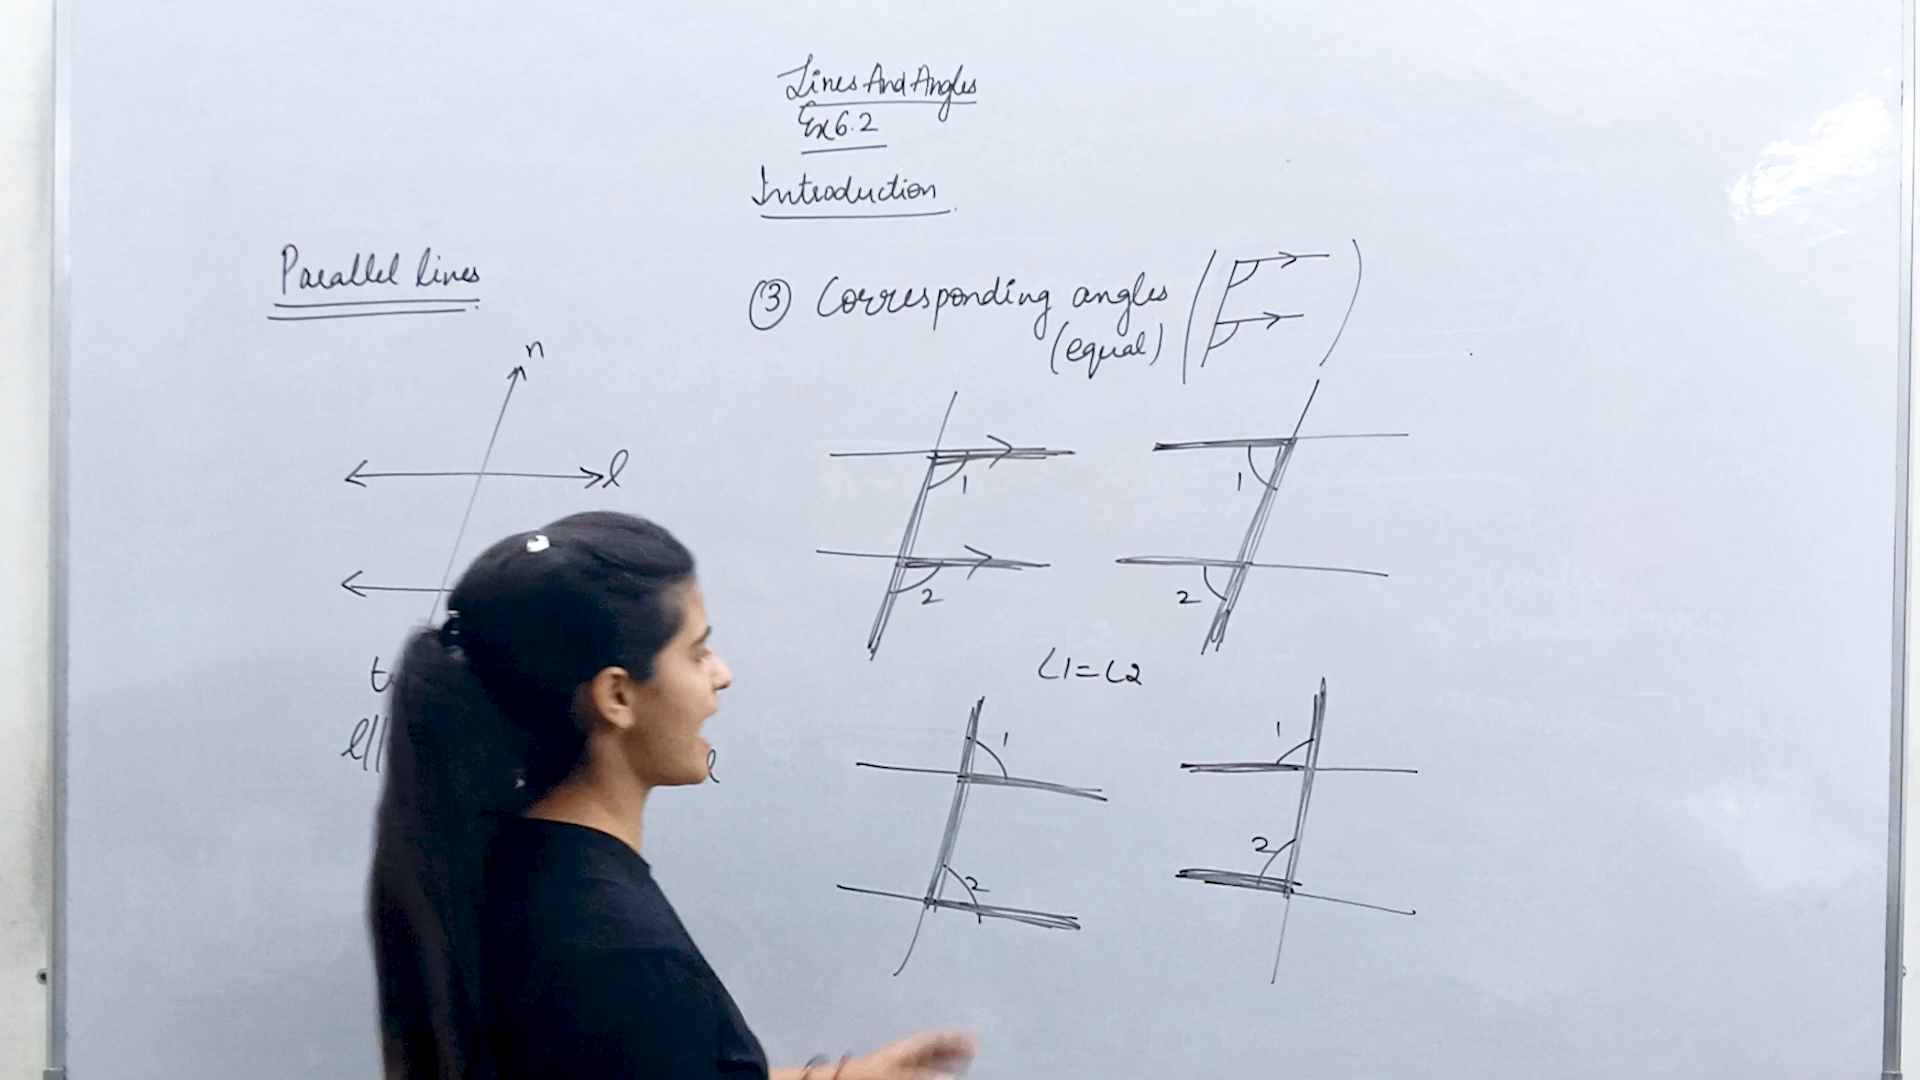 Lines And Angles
Ex 6.2
Introduction
Parallel lines
n
l
l||
③ Corresponding angles
(equal)
1
2
1
2
∠1=∠2
1
2
1
2